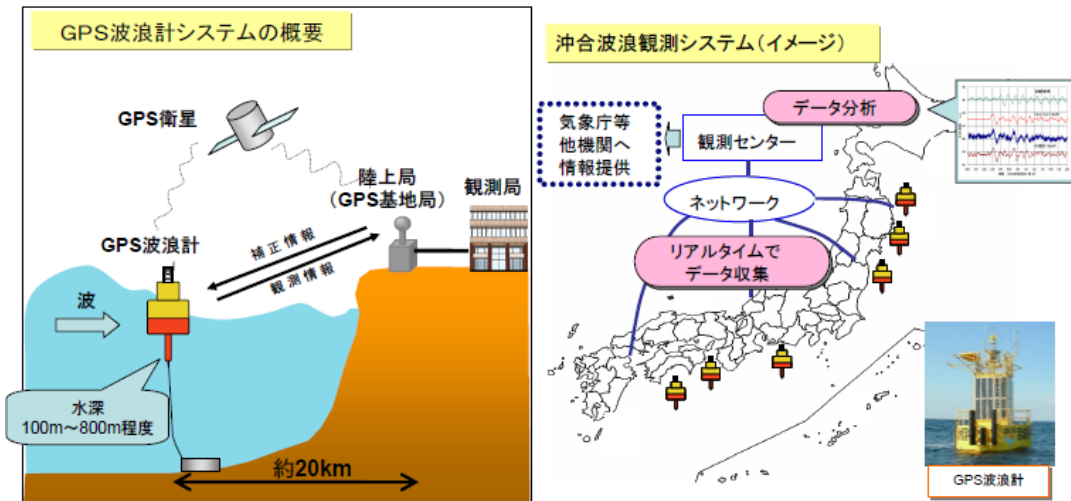 GPS波浪計システムの概要
GPS衛星
陸上局
（GPS基地局）
観測局
GPS波浪計
補正情報
観測情報
波
水深
100m～800m程度
約20km
沖合波浪観測システム（イメージ）
データ分析
気象庁等
他機関へ
情報提供
観測センター
ネットワーク
リアルタイムで
データ収集
GPS波浪計